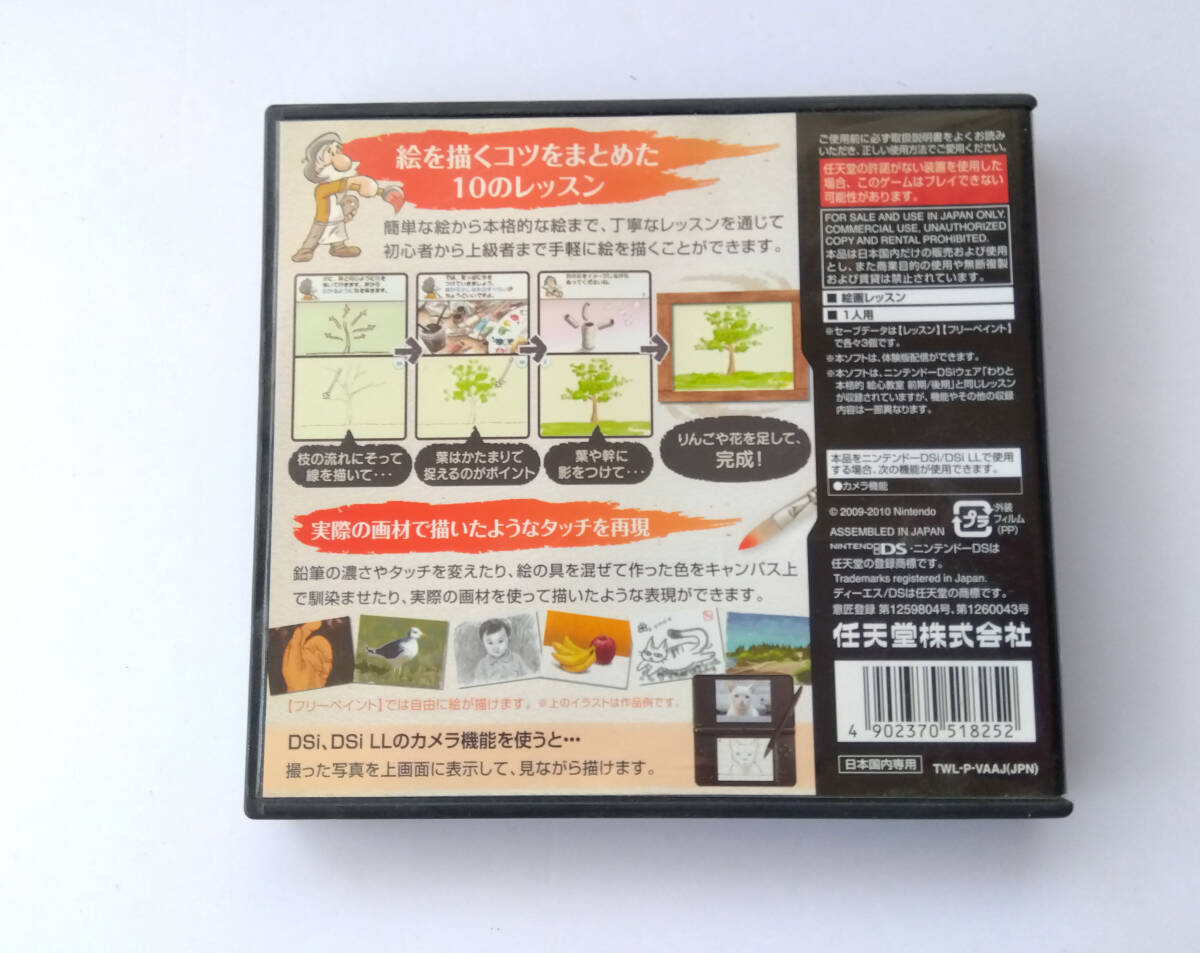 絵を描くコツをまとめた
10のレッスン
簡単な絵から本格的な絵まで、丁寧なレッスンを通じて
初心者から上級者まで手軽に絵を描くことができます。
枝の流れにそって
線を描いて・・・
葉はかたまりで
捉えるのがポイント
葉や幹に
影をつけて・・・
りんごや花を足して、
完成!
実際の画材で描いたようなタッチを再現
鉛筆の濃さやタッチを変えたり、絵の具を混ぜて作った色をキャンバス上
で馴染ませたり、実際の画材を使って描いたような表現ができます。
【フリーペイント】では自由に絵が描けます。※上のイラストは作品例です。
DSi、DSi LLのカメラ機能を使うと…
撮った写真を上画面に表示して、見ながら描けます。
ご使用前に必ず取扱説明書をよくお読み
いただき、正しい使用方法でご愛用ください。
任天堂の許諾がない装置を使用した
場合、このゲームはプレイできない
可能性があります。
FOR SALE AND USE IN JAPAN ONLY.
COMMERCIAL USE, UNAUTHORIZED
COPY AND RENTAL PROHIBITED.
本品は日本国内だけの販売および使用
とし、また商業目的の使用や無断複製
および賃貸は禁止されています。
■ 絵画レッスン
■ 1人用
※セーブデータは【レッスン】【フリーペイント】
で各々3個です。
※本ソフトは、体験版配信ができます。
※本ソフトは、ニンテンドーDSiウェア「わりと
本格的 絵心教室 前期/後期」と同じレッスン
が収録されていますが、機能やその他の収録
内容は一部異なります。
本品をニンテンドーDSi/DSi LLで使用
する場合、次の機能が使用できます。
●カメラ機能
© 2009-2010 Nintendo
ASSEMBLED IN JAPAN
プラ
外装
フィルム
(PP)
NINTENDO DS・ニンテンドーDSは
任天堂の登録商標です。
Trademarks registered in Japan.
ディーエス/DSは任天堂の商標です。
意匠登録 第1259804号、第1260043号
任天堂株式会社
4 902370 518252
日本国内専用
TWL-P-VAAJ(JPN)